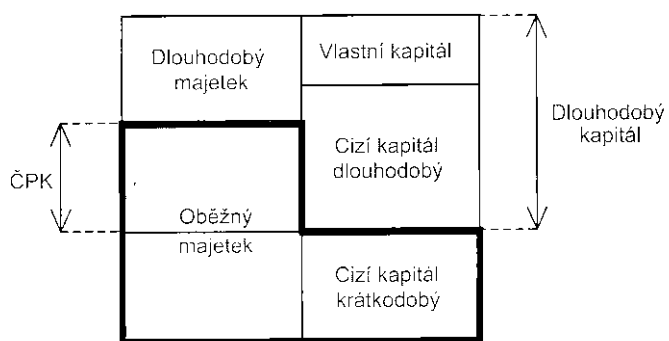 Dlouhodobý
majetek
Vlastní kapitál
Dlouhodobý
kapitál
Cizí kapitál
dlouhodobý
ČPK
Oběžný
majetek
Cizí kapitál
krátkodobý